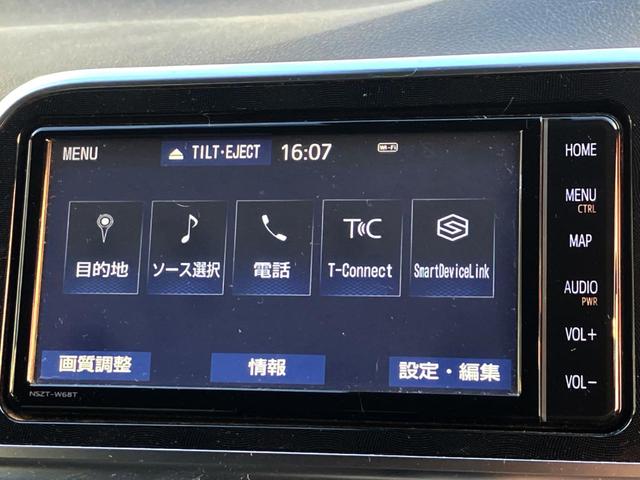 MENU
TILT・EJECT
16:07
Wi-Fi
目的地
ソース選択
電話
T-Connect
SmartDeviceLink
画質調整
情報
設定・編集
NSZT-W68T
HOME
MENU
CTRL
MAP
AUDIO
PWR
VOL+
VOL-